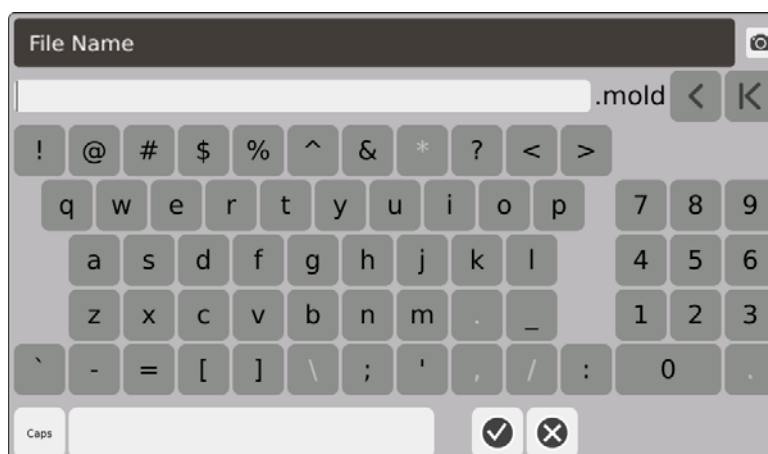 File Name
.mold < K
! @ # $ % ^ & * ? < >
q w e r t y u i o p 7 8 9
a s d f g h j k l 4 5 6
z x c v b n m . _ 1 2 3
` - = [ ] \ ; ' , / : 0 .
Caps